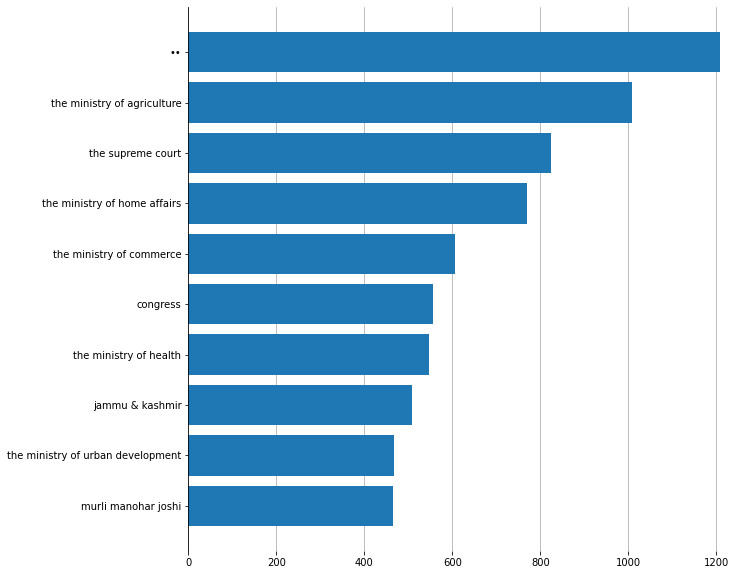 ••
the ministry of agriculture
the supreme court
the ministry of home affairs
the ministry of commerce
congress
the ministry of health
jammu & kashmir
the ministry of urban development
murli manohar joshi
0 200 400 600 800 1000 1200